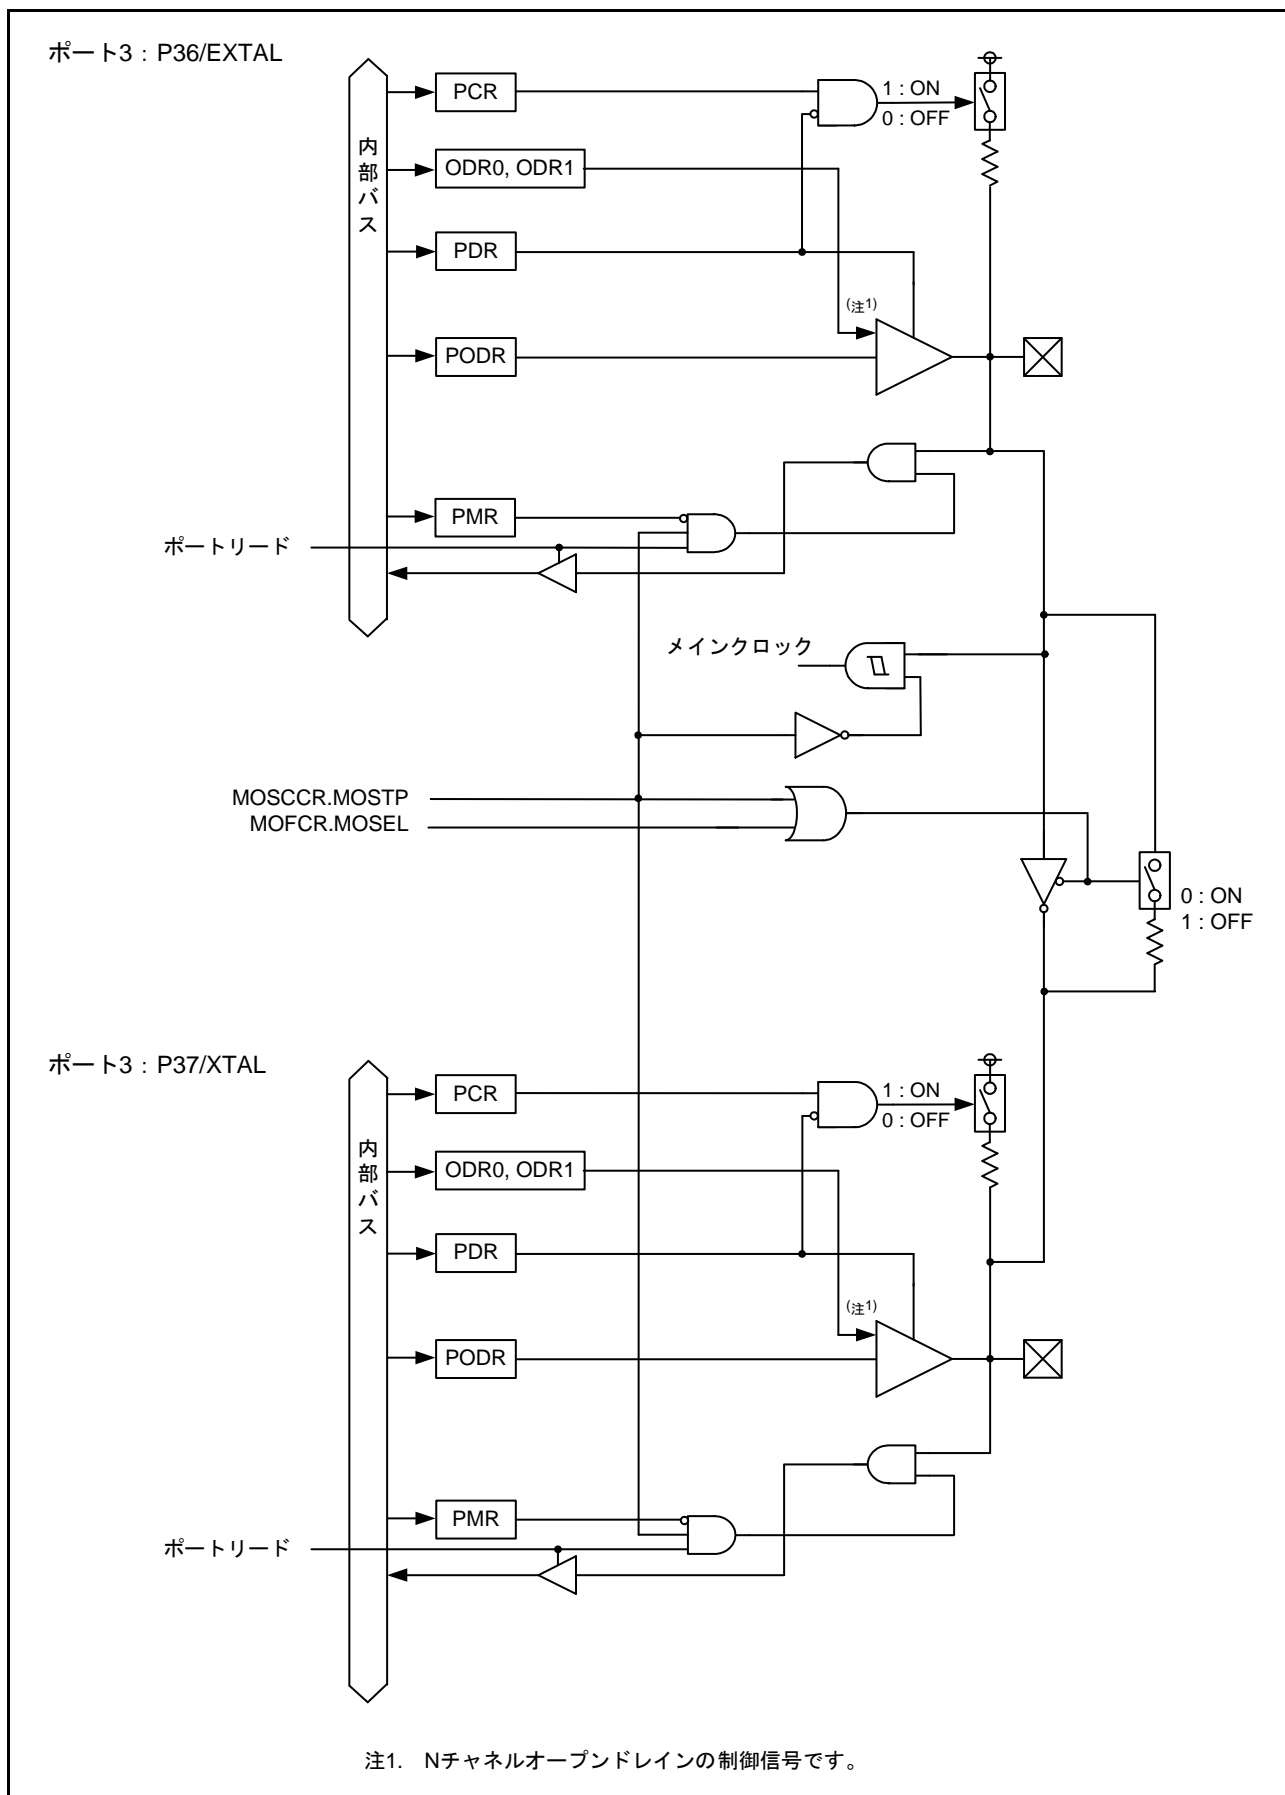 ポート3：P36/EXTAL
内部バス
PCR
1 : ON
0 : OFF
ODR0, ODR1
PDR
(注1)
PODR
PMR
ポートリード
メインクロック
MOSCCR.MOSTP
MOFCR.MOSEL
0 : ON
1 : OFF
ポート3：P37/XTAL
内部バス
PCR
1 : ON
0 : OFF
ODR0, ODR1
PDR
(注1)
PODR
PMR
ポートリード
注1. Nチャネルオープンドレインの制御信号です。